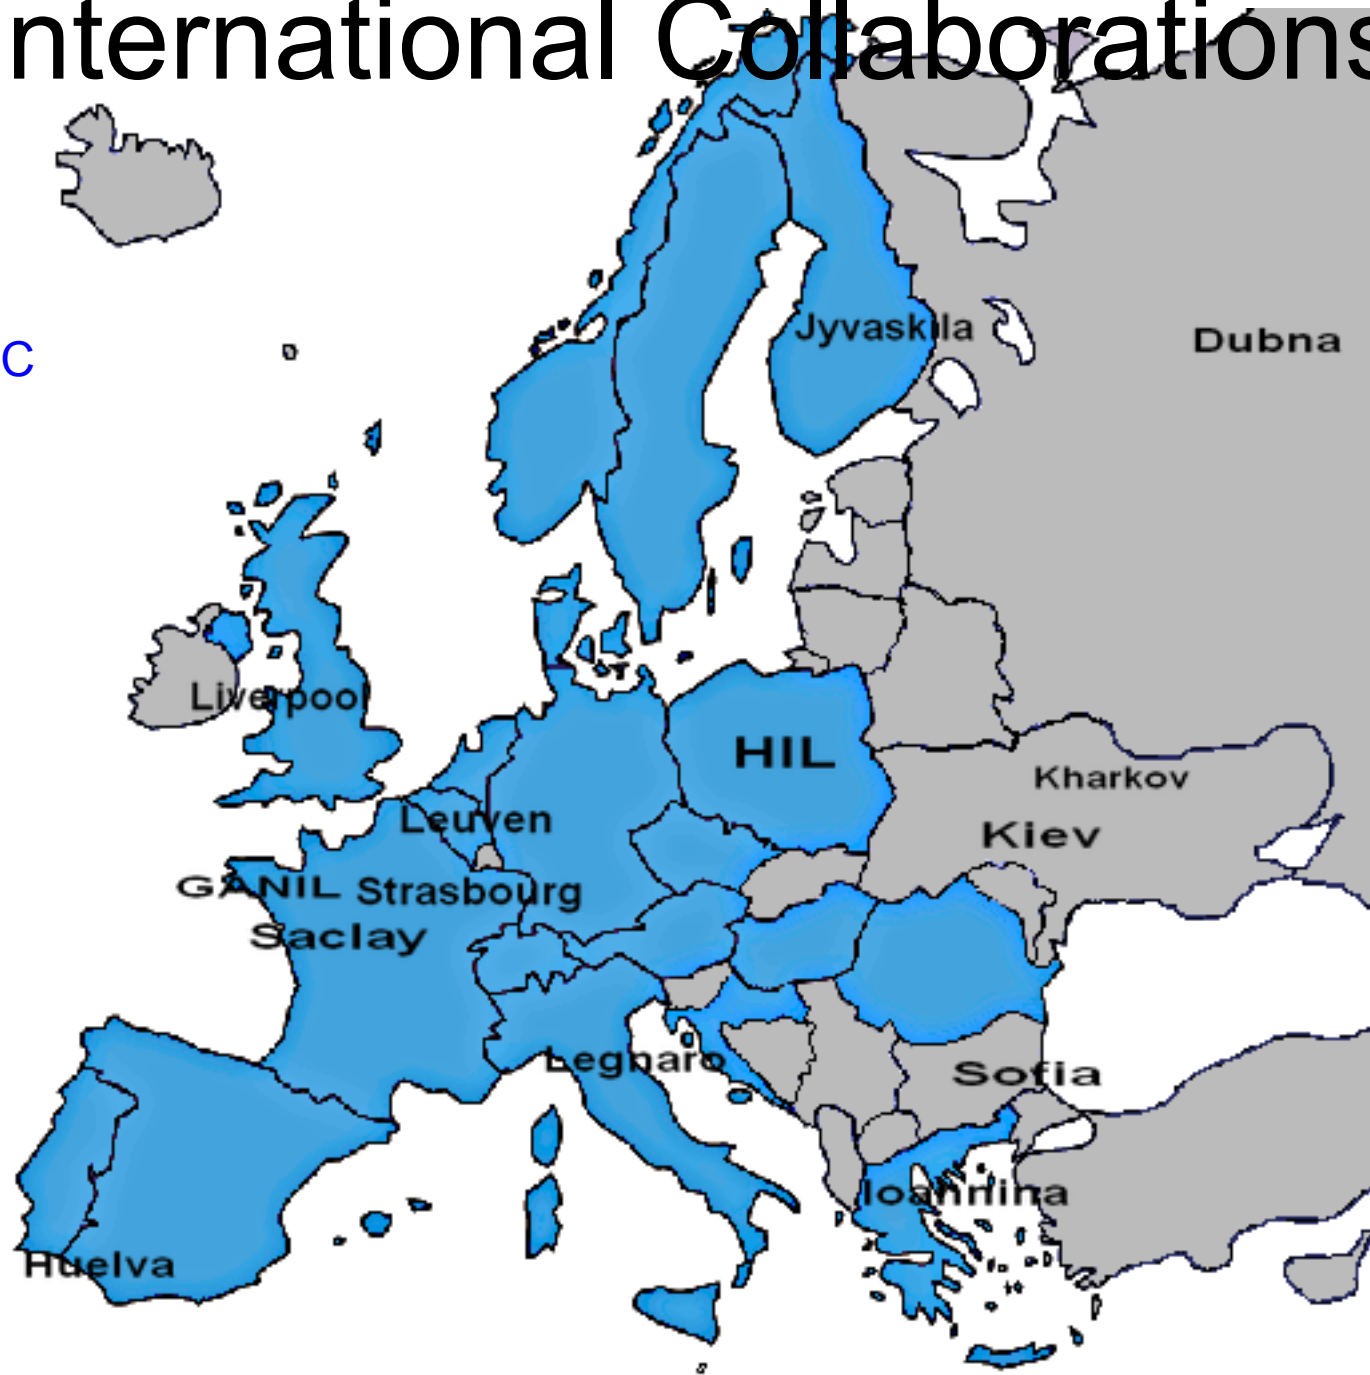 nternational Collaborations
C
Jyvaskila
Dubna
Liverpool
HIL
Kharkov
Leuven
Kiev
GANIL Strasbourg
Saclay
Legnaro
Sofia
Ioannina
Huelva